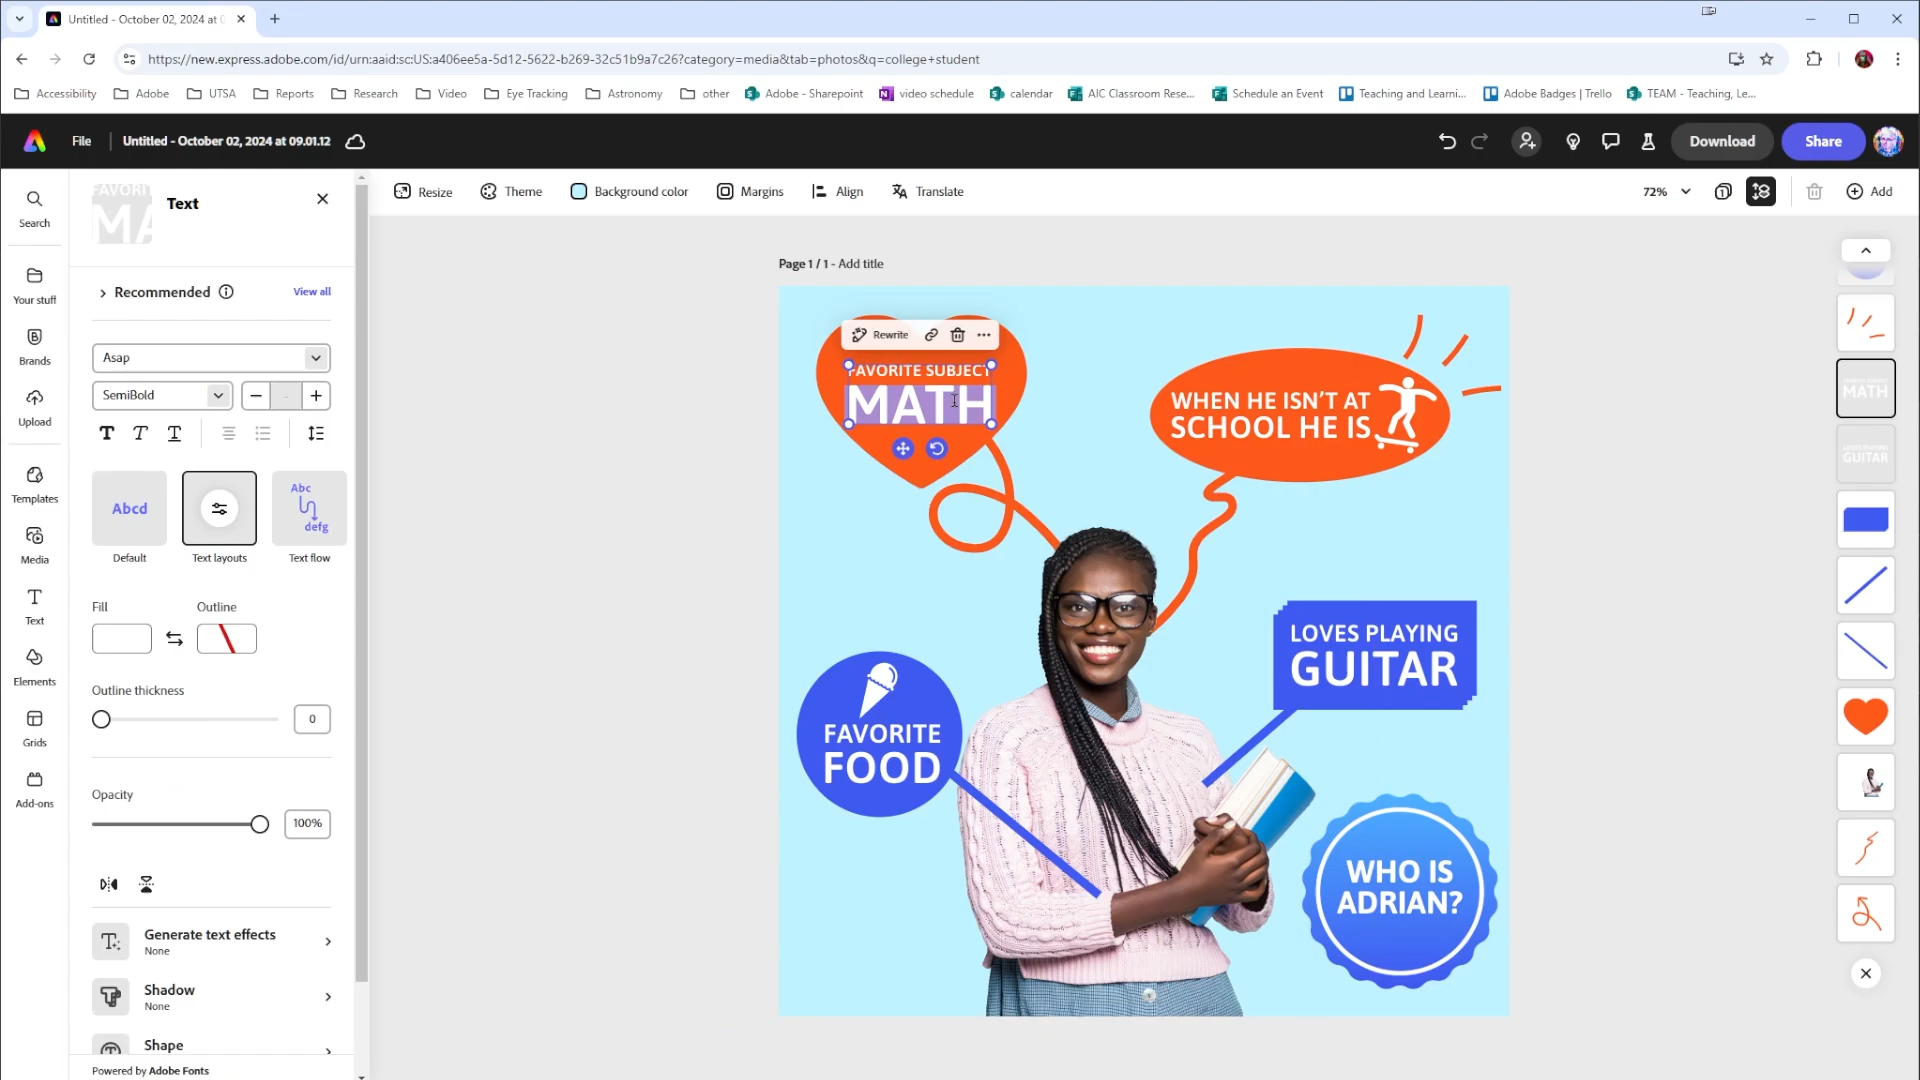 Untitled - October 02, 2024 at 0
https://new.express.adobe.com/id/urn:aaid:sc:US:a406ee5a-5d12-5622-b269-32c51b9a7c26?category=media&tab=photos&q=college+student
Accessibility
Adobe
UTSA
Reports
Research
Video
Eye Tracking
Astronomy
other
Adobe - Sharepoint
video schedule
calendar
AIC Classroom Rese...
Schedule an Event
Teaching and Learni...
Adobe Badges | Trello
TEAM - Teaching, Le...
File
Untitled - October 02, 2024 at 09.01.12
Download
Share
Search
Your stuff
Brands
Upload
Templates
Media
Text
Elements
Grids
Add-ons
Text
Recommended
View all
Asap
SemiBold
Abcd
Default
Text layouts
Abc
defg
Text flow
Fill
Outline
Outline thickness
0
Opacity
100%
Generate text effects
None
Shadow
None
Shape
Powered by Adobe Fonts
Resize
Theme
Background color
Margins
Align
Translate
72%
1
Add
Page 1 / 1 - Add title
Rewrite
FAVORITE SUBJECT
MATH
WHEN HE ISN'T AT
SCHOOL HE IS
LOVES PLAYING
GUITAR
FAVORITE
FOOD
WHO IS
ADRIAN?
MATH
LOVES PLAYING
GUITAR